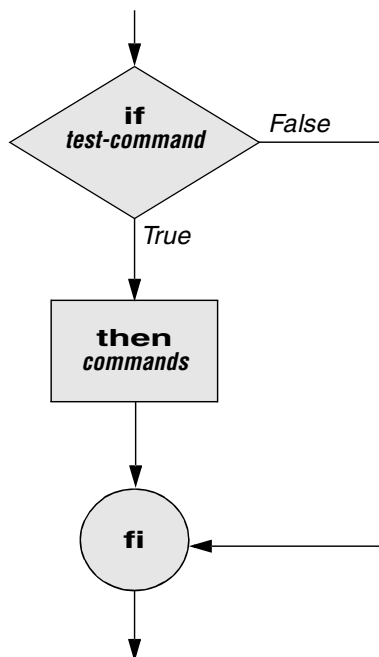 if
test-command
False
True
then
commands
fi